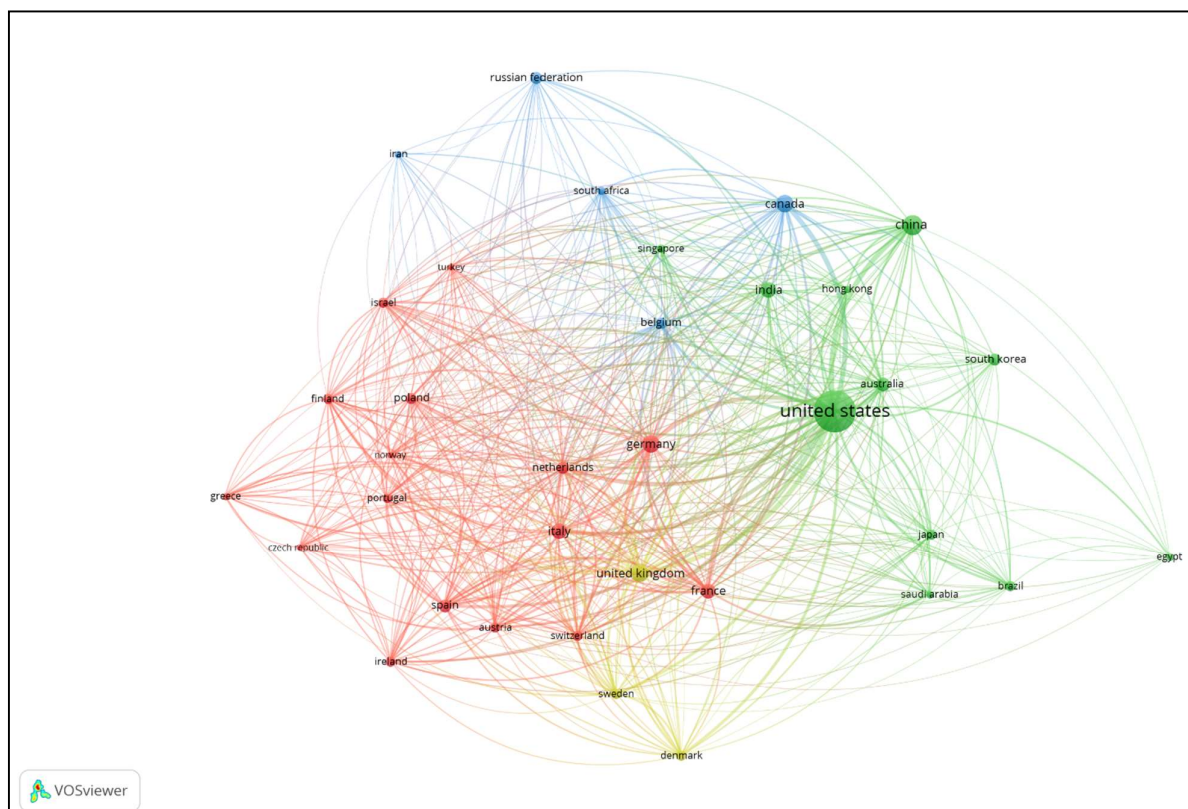 russian federation
iran
south africa
canada
china
singapore
turkey
india
hong kong
israel
belgium
south korea
australia
finland
poland
united states
germany
norway
netherlands
greece
portugal
italy
japan
czech republic
egypt
united kingdom
brazil
france
saudi arabia
spain
austria
switzerland
ireland
sweden
denmark
VOSviewer